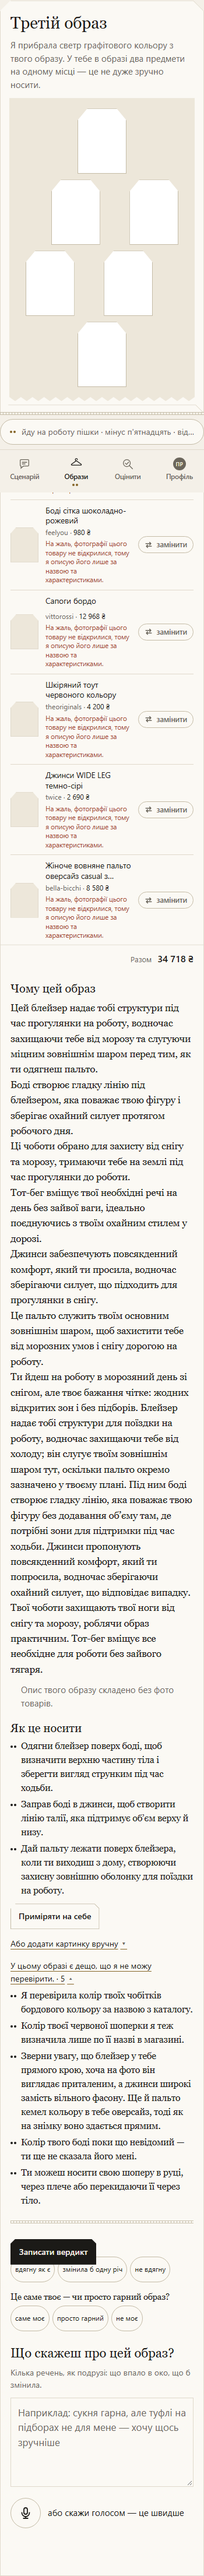 Третій образ
Я прибрала светр графітового кольору з
твого образу. У тебе в образі два предмети
на одному місці — це не дуже зручно
носити.
йду на роботу пішки · мінус п'ятнадцять · від...
Сценарій
Образи
Оцінити
ПР
Профіль
Боді сітка шоколадно-
рожевий
feelyou · 980 ₴
На жаль, фотографії цього
товару не відкрилися, тому
я описую його лише за
назвою та
характеристиками.
замінити
Сапоги бордо
vittorossi · 12 968 ₴
На жаль, фотографії цього
товару не відкрилися, тому
я описую його лише за
назвою та
характеристиками.
замінити
Шкіряний тоут
червоного кольору
theoriginals · 4 200 ₴
На жаль, фотографії цього
товару не відкрилися, тому
я описую його лише за
назвою та
характеристиками.
замінити
Джинси WIDE LEG
темно-сірі
twice · 2 690 ₴
На жаль, фотографії цього
товару не відкрилися, тому
я описую його лише за
назвою та
характеристиками.
замінити
Жіноче вовняне пальто
оверсайз casual з...
bella-bicchi · 8 580 ₴
На жаль, фотографії цього
товару не відкрилися, тому
я описую його лише за
назвою та
характеристиками.
замінити
Разом 34 718 ₴
Чому цей образ
Цей блейзер надає тобі структури під
час прогулянки на роботу, водночас
захищаючи тебе від морозу та слугуючи
міцним зовнішнім шаром перед тим, як
ти одягнеш пальто.
Боді створює гладку лінію під
блейзером, яка поважає твою фігуру і
зберігає охайний силует протягом
робочого дня.
Ці чоботи обрано для захисту від снігу
та морозу, тримаючи тебе на землі під
час прогулянки до роботи.
Тот-бег вміщує твої необхідні речі на
день без зайвої ваги, ідеально
поєднуючись з твоїм охайним стилем у
дорозі.
Джинси забезпечують повсякденний
комфорт, який ти просила, водночас
зберігаючи силует, що підходить для
прогулянки в снігу.
Це пальто служить твоїм основним
зовнішнім шаром, щоб захистити тебе
від морозних умов і снігу дорогою на
роботу.
Ти йдеш на роботу в морозяний день зі
снігом, але твоє бажання чітке: жодних
відкритих зон і без підборів. Блейзер
надає тобі структури для поїздки на
роботу, водночас захищаючи тебе від
холоду; він слугує твоїм зовнішнім
шаром тут, оскільки пальто окремо
зазначено у твоєму плані. Під ним боді
створює гладку лінію, яка поважає твою
фігуру без додавання об'єму там, де
потрібні зони для підтримки під час
ходьби. Джинси пропонують
повсякденний комфорт, який ти
попросила, водночас зберігаючи
охайний силует, що відповідає випадку.
Твої чоботи захищають твої ноги від
снігу та морозу, роблячи образ
практичним. Тот-бег вміщує все
необхідне для роботи без зайвого
тягаря.
Опис твого образу складено без фото
товарів.
Як це носити
Одягни блейзер поверх боді, щоб
визначити верхню частину тіла і
зберегти вигляд струнким під час
ходьби.
Заправ боді в джинси, щоб створити
лінію талії, яка підтримує об'єм верху й
низу.
Дай пальту лежати поверх блейзера,
коли ти виходиш з дому, створюючи
захисну зовнішню оболонку для поїздки
на роботу.
Приміряти на себе
Або додати картинку вручну
У цьому образі є дещо, що я не можу
перевірити. · 5
Я перевірила колір твоїх чобітків
бордового кольору за назвою з каталогу.
Колір твоєї червоної шоперки я теж
визначила лише по її назві в магазині.
Зверни увагу, що блейзер у тебе
прямого крою, хоча на фото він
виглядає приталеним, а джинси широкі
замість вільного фасону. Ще й пальто
кемел кольору в тебе оверсайз, тоді як
на знімку воно здається прямим.
Колір твого боді поки що невідомий —
ти ще не сказала його мені.
Ти можеш носити свою шоперу в руці,
через плече або перекидаючи її через
тіло.
Записати вердикт
вдягну як є
змінила б одну річ
не вдягну
Це саме твоє — чи просто гарний образ?
саме моє
просто гарний
не моє
Що скажеш про цей образ?
Кілька речень, як подрузі: що впало в око, що б
змінила.
Наприклад: сукня гарна, але туфлі на
підборах не для мене — хочу щось
зручніше
або скажи голосом — це швидше